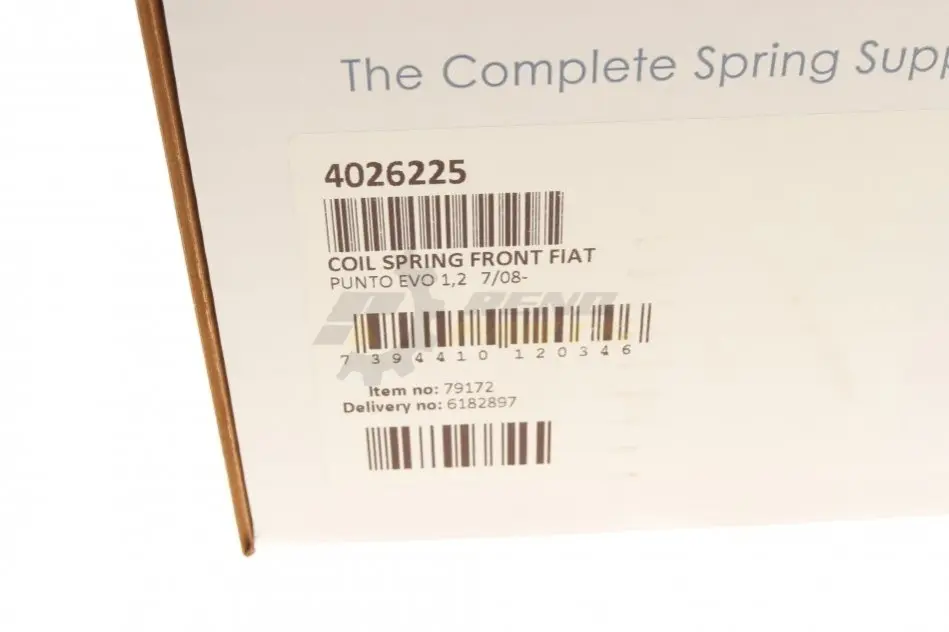 The Complete Spring Supp
4026225
COIL SPRING FRONT FIAT
PUNTO EVO 1,2 7/08-
7 394410 120346
Item no: 79172
Delivery no: 6182897